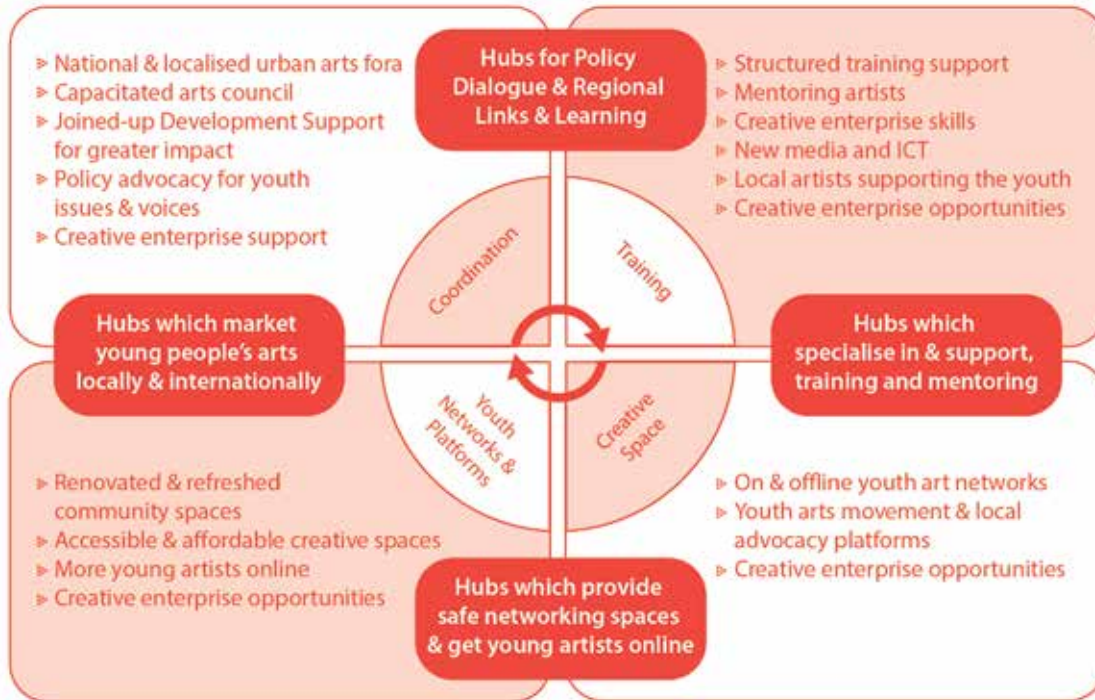 Hubs for Policy
Dialogue & Regional
Links & Learning
▹ National & localised urban arts fora
▹ Capacitated arts council
▹ Joined-up Development Support
for greater impact
▹ Policy advocacy for youth
issues & voices
▹ Creative enterprise support
▹ Structured training support
▹ Mentoring artists
▹ Creative enterprise skills
▹ New media and ICT
▹ Local artists supporting the youth
▹ Creative enterprise opportunities
Coordination
Training
Hubs which market
young people's arts
locally & internationally
Hubs which
specialise in & support,
training and mentoring
Youth
Networks &
Platforms
Creative
Space
▹ Renovated & refreshed
community spaces
▹ Accessible & affordable creative spaces
▹ More young artists online
▹ Creative enterprise opportunities
▹ On & offline youth art networks
▹ Youth arts movement & local
advocacy platforms
▹ Creative enterprise opportunities
Hubs which provide
safe networking spaces
& get young artists online